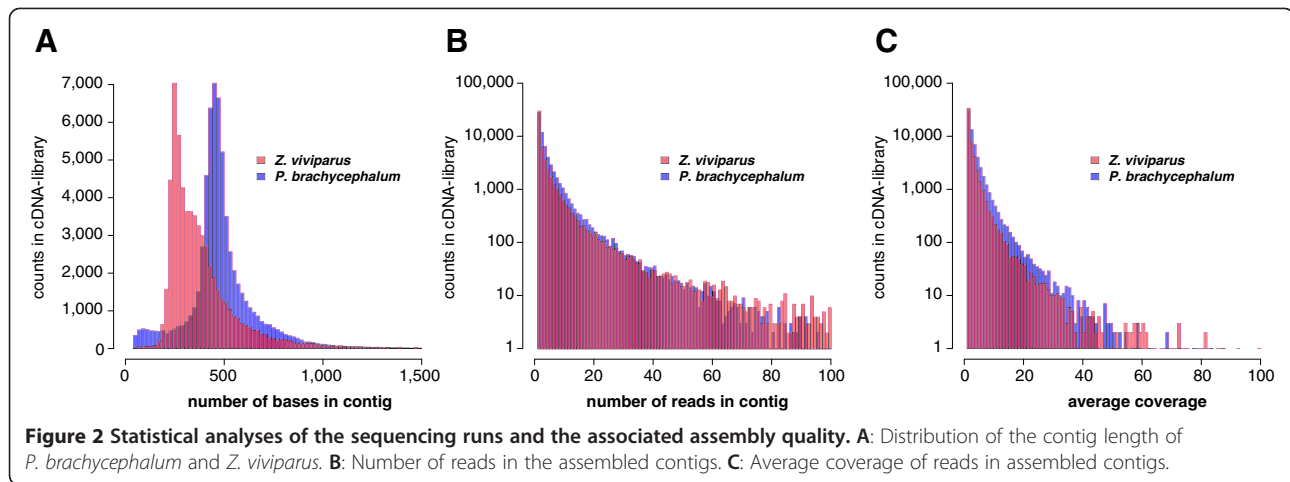 A
7,000
6,000
5,000
4,000
3,000
2,000
1,000
0
counts in cDNA-library
Z. viviparus
P. brachycephalum
0 500 1,000 1,500
number of bases in contig
B
100,000
10,000
1,000
100
10
1
counts in cDNA-library
Z. viviparus
P. brachycephalum
0 20 40 60 80 100
number of reads in contig
C
100,000
10,000
1,000
100
10
1
counts in cDNA-library
Z. viviparus
P. brachycephalum
0 20 40 60 80 100
average coverage
Figure 2 Statistical analyses of the sequencing runs and the associated assembly quality. A: Distribution of the contig length of
P. brachycephalum and Z. viviparus. B: Number of reads in the assembled contigs. C: Average coverage of reads in assembled contigs.